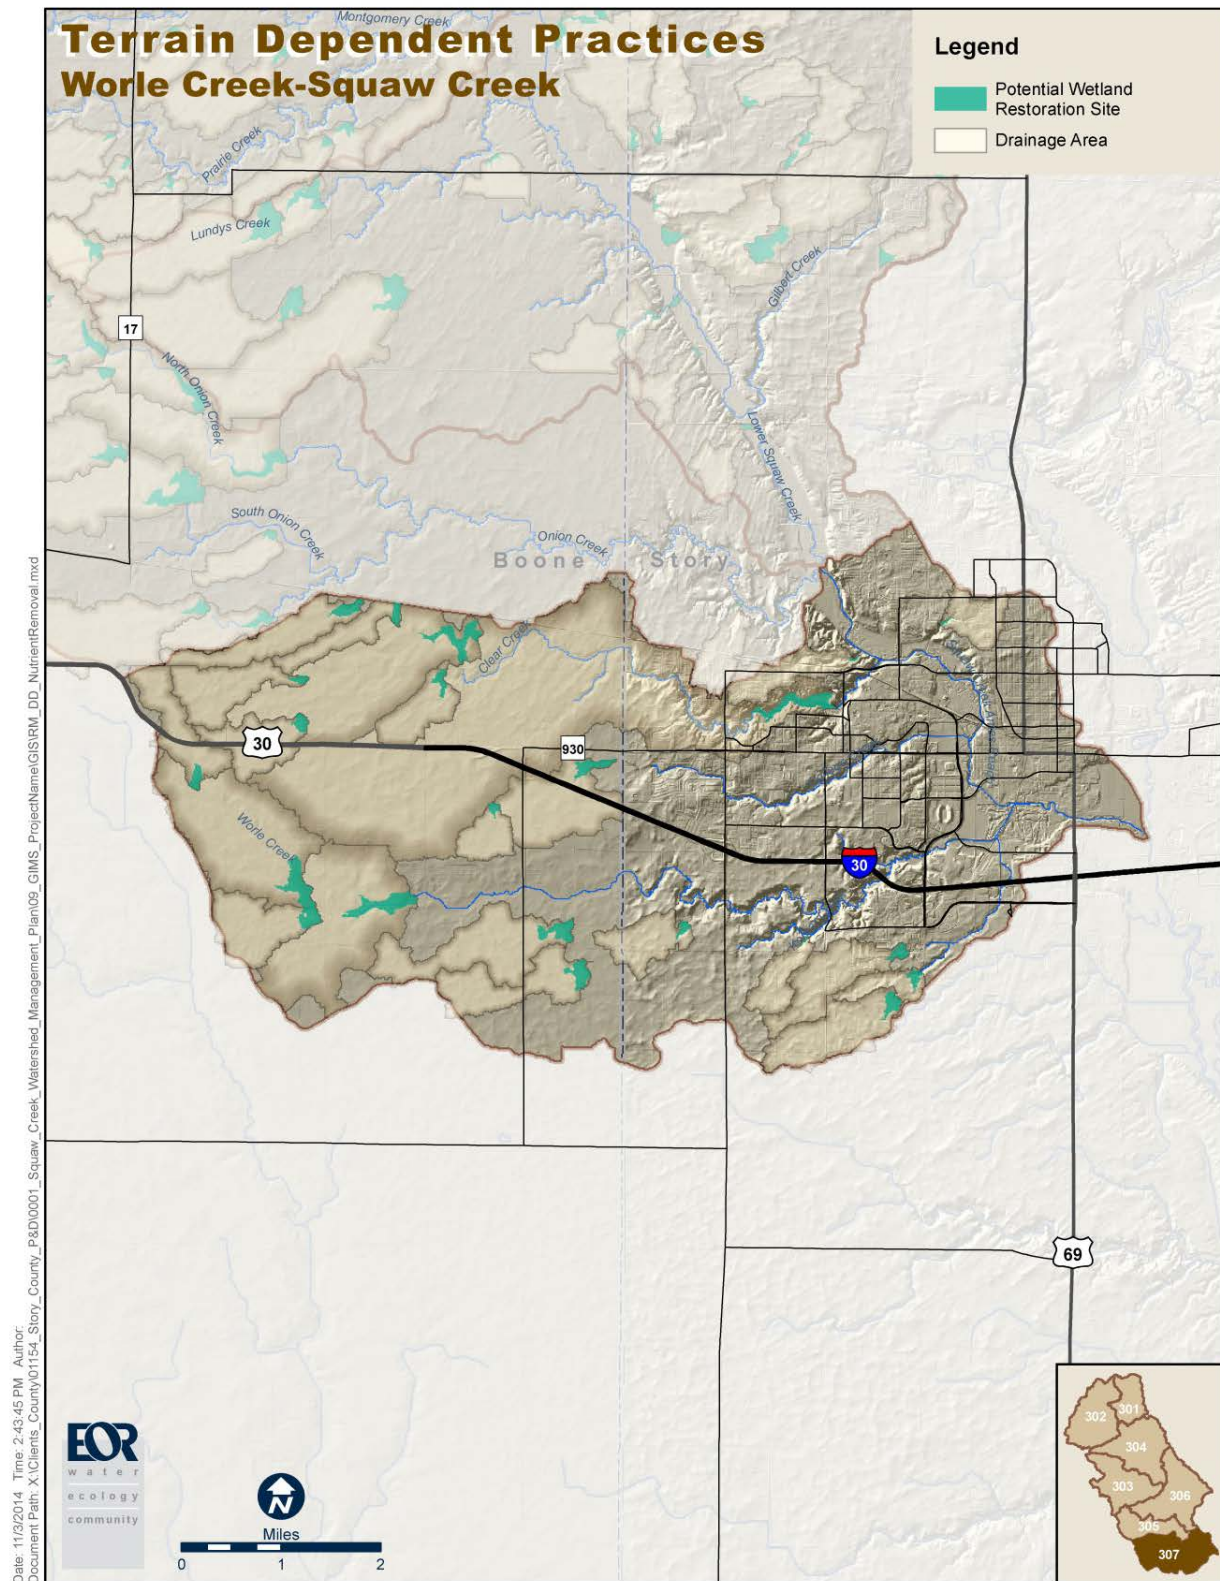 Terrain Dependent Practices
Worle Creek-Squaw Creek
Legend
Potential Wetland
Restoration Site
Drainage Area
Montgomery Creek
Prairie Creek
Lundys Creek
Gilbert Creek
17
North Onion Creek
Lower Squaw Creek
South Onion Creek
Onion Creek
Boone
Story
Clear Creek
30
930
Worle Creek
30
69
EOR
water
ecology
community
N
Miles
0
1
2
302
301
304
303
306
305
307
Date: 11/3/2014 Time: 2:43:45 PM Author:
Document Path: X:\Clients_County\01154_Story_County_P&D\0001_Squaw_Creek_Watershed_Management_Plan\09_GIMS_ProjectName\GIS\RM_DD_NutrientRemoval.mxd